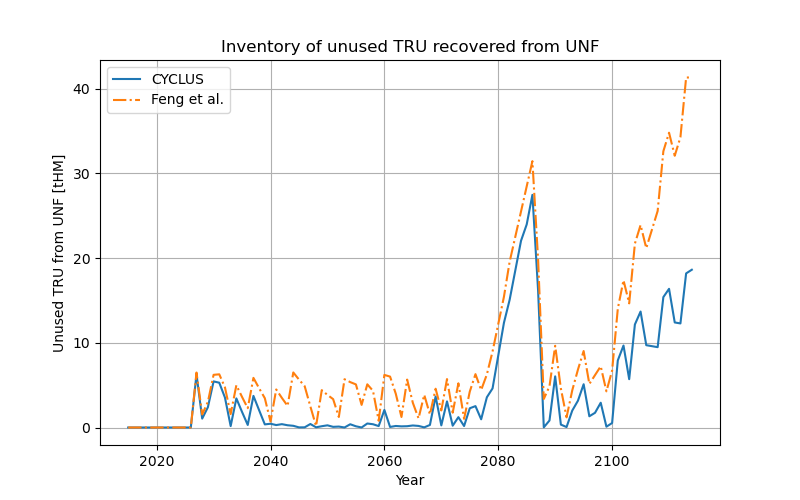 Inventory of unused TRU recovered from UNF
CYCLUS
Feng et al.
Unused TRU from UNF [tHM]
40
30
20
10
0
2020 2040 2060 2080 2100
Year